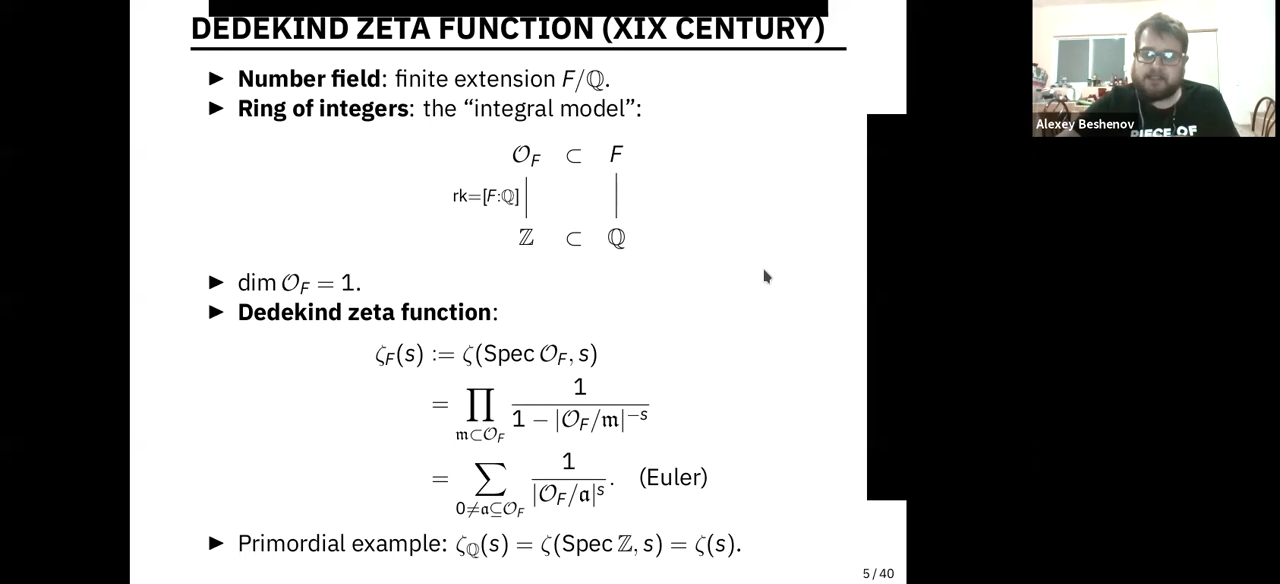 DEDEKIND ZETA FUNCTION (XIX CENTURY)
► Number field: finite extension F/ℚ.
► Ring of integers: the “integral model”:
𝒪_F ⊂ F
rk=[F:ℚ]
ℤ ⊂ ℚ
► dim 𝒪_F = 1.
► Dedekind zeta function:
ζ_F(s) := ζ(Spec 𝒪_F, s)
= ∏_{𝔪⊂𝒪_F} 1 / (1 − |𝒪_F/𝔪|^{−s})
= ∑_{0≠𝔞⊆𝒪_F} 1 / |𝒪_F/𝔞|^s. (Euler)
► Primordial example: ζ_ℚ(s) = ζ(Spec ℤ, s) = ζ(s).
5 / 40
Alexey Beshenov
PIECE OF